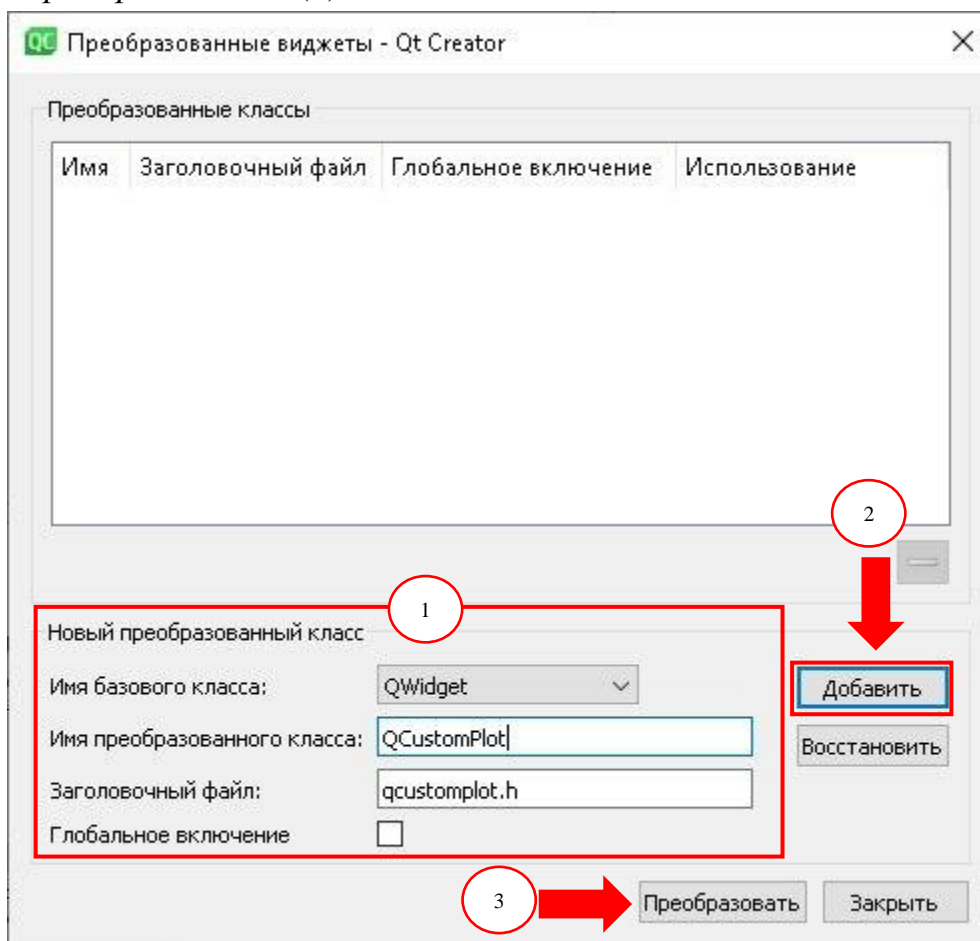 Преобразованные виджеты - Qt Creator
Преобразованные классы
Имя Заголовочный файл Глобальное включение Использование
2
1
Новый преобразованный класс
Имя базового класса: QWidget
Добавить
Имя преобразованного класса: QCustomPlot
Восстановить
Заголовочный файл: qcustomplot.h
Глобальное включение
3
Преобразовать Закрыть